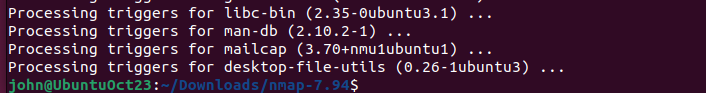 Processing triggers for libc-bin (2.35-0ubuntu3.1) ...
Processing triggers for man-db (2.10.2-1) ...
Processing triggers for mailcap (3.70+nmu1ubuntu1) ...
Processing triggers for desktop-file-utils (0.26-1ubuntu3) ...
john@UbuntuOct23:~/Downloads/nmap-7.94$